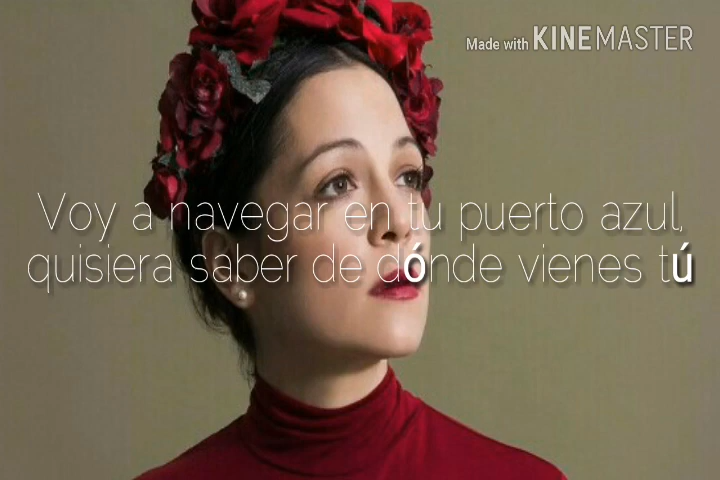 Made with KINEMASTER
Voy a navegar en tu puerto azul,
quisiera saber de dónde vienes tú